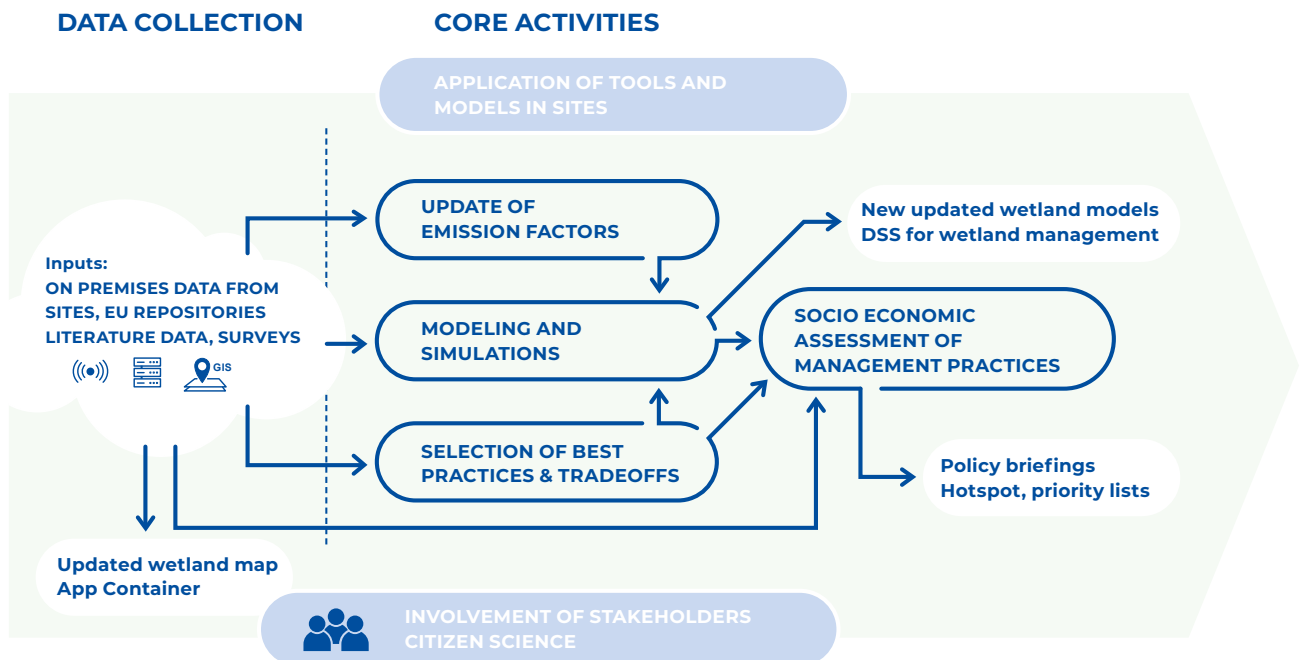 DATA COLLECTION
CORE ACTIVITIES
APPLICATION OF TOOLS AND
MODELS IN SITES
UPDATE OF
EMISSION FACTORS
New updated wetland models
DSS for wetland management
Inputs:
ON PREMISES DATA FROM
SITES, EU REPOSITORIES
LITERATURE DATA, SURVEYS
GIS
MODELING AND
SIMULATIONS
SOCIO ECONOMIC
ASSESSMENT OF
MANAGEMENT PRACTICES
SELECTION OF BEST
PRACTICES & TRADEOFFS
Policy briefings
Hotspot, priority lists
Updated wetland map
App Container
INVOLVEMENT OF STAKEHOLDERS
CITIZEN SCIENCE